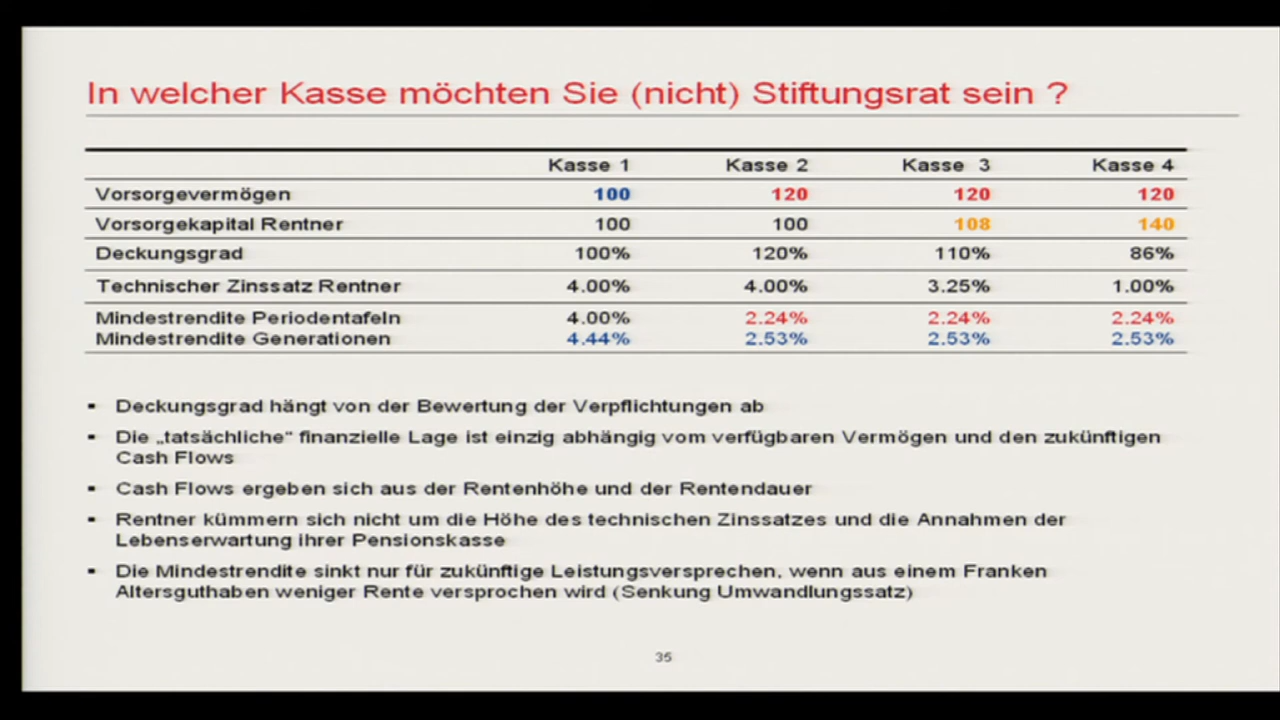 In welcher Kasse möchten Sie (nicht) Stiftungsrat sein ?
Kasse 1 Kasse 2 Kasse 3 Kasse 4
Vorsorgevermögen 100 120 120 120
Vorsorgekapital Rentner 100 100 108 140
Deckungsgrad 100% 120% 110% 86%
Technischer Zinssatz Rentner 4.00% 4.00% 3.25% 1.00%
Mindestrendite Periodentafeln 4.00% 2.24% 2.24% 2.24%
Mindestrendite Generationen 4.44% 2.53% 2.53% 2.53%
▪ Deckungsgrad hängt von der Bewertung der Verpflichtungen ab
▪ Die „tatsächliche“ finanzielle Lage ist einzig abhängig vom verfügbaren Vermögen und den zukünftigen
Cash Flows
▪ Cash Flows ergeben sich aus der Rentenhöhe und der Rentendauer
▪ Rentner kümmern sich nicht um die Höhe des technischen Zinssatzes und die Annahmen der
Lebenserwartung ihrer Pensionskasse
▪ Die Mindestrendite sinkt nur für zukünftige Leistungsversprechen, wenn aus einem Franken
Altersguthaben weniger Rente versprochen wird (Senkung Umwandlungssatz)
35